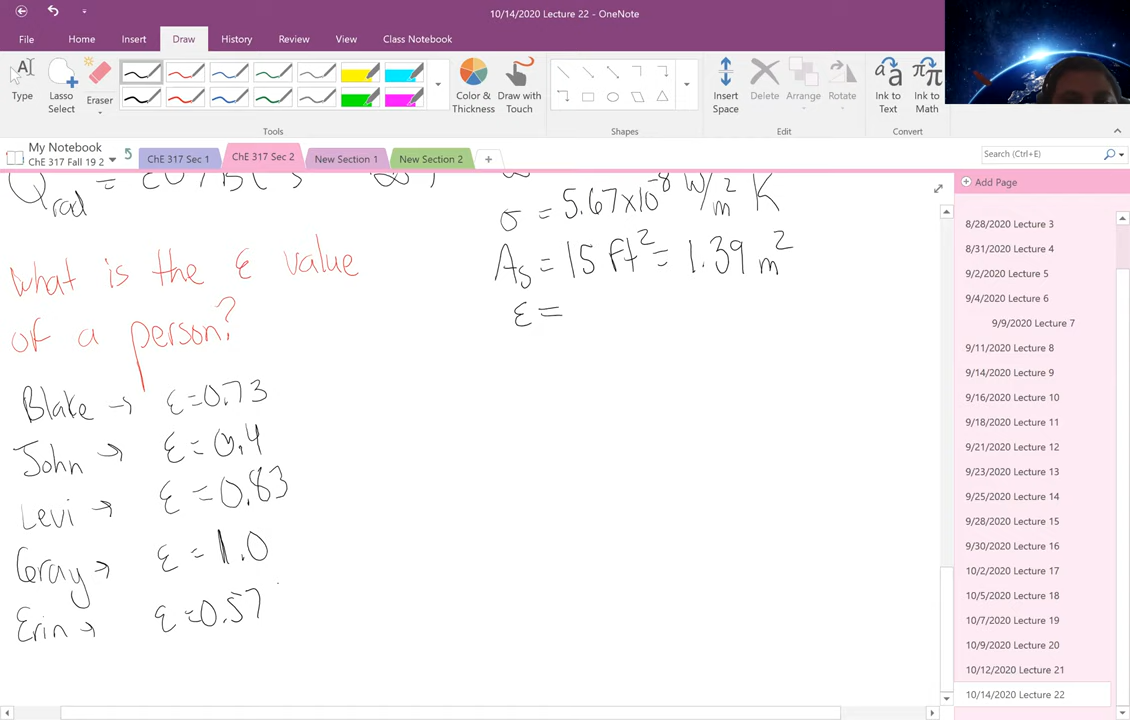 10/14/2020 Lecture 22 - OneNote
File Home Insert Draw History Review View Class Notebook
Type
Lasso Select
Eraser
Color & Thickness
Draw with Touch
Insert Space
Delete
Arrange
Rotate
Ink to Text
Ink to Math
Tools
Shapes
Edit
Convert
My Notebook
ChE 317 Fall 19 2
ChE 317 Sec 1
ChE 317 Sec 2
New Section 1
New Section 2
+
Search (Ctrl+E)
Add Page
8/28/2020 Lecture 3
8/31/2020 Lecture 4
9/2/2020 Lecture 5
9/4/2020 Lecture 6
9/9/2020 Lecture 7
9/11/2020 Lecture 8
9/14/2020 Lecture 9
9/16/2020 Lecture 10
9/18/2020 Lecture 11
9/21/2020 Lecture 12
9/23/2020 Lecture 13
9/25/2020 Lecture 14
9/28/2020 Lecture 15
9/30/2020 Lecture 16
10/2/2020 Lecture 17
10/5/2020 Lecture 18
10/7/2020 Lecture 19
10/9/2020 Lecture 20
10/12/2020 Lecture 21
10/14/2020 Lecture 22
Qrad =
What is the ε value
of a person?
Blake → ε=0.73
John → ε=0.4
Levi → ε=0.83
Gray → ε=1.0
Erin → ε=0.57
σ = 5.67x10⁻⁸ W/m² K
As = 15 ft² = 1.39 m²
ε =